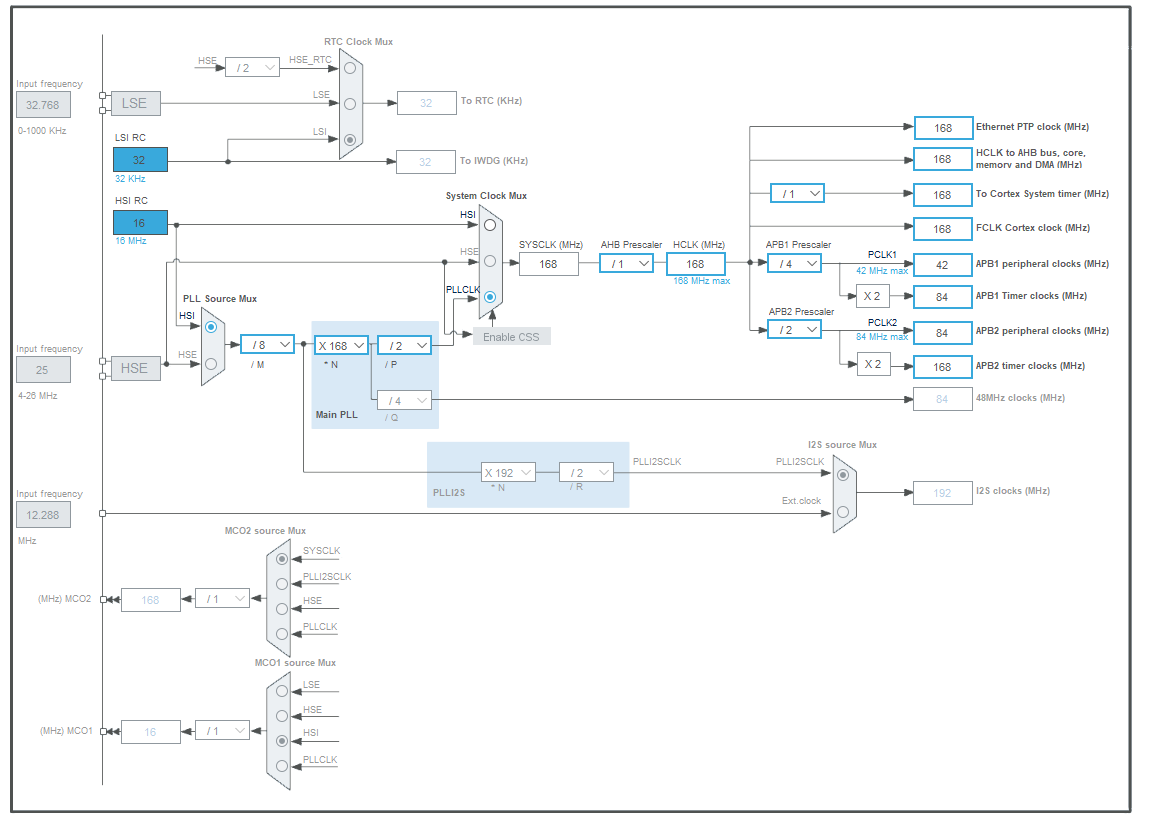 RTC Clock Mux
HSE
/ 2
HSE_RTC
Input frequency
32.768
0-1000 KHz
LSE
LSE
32
To RTC (KHz)
LSI RC
LSI
32
32 KHz
32
To IWDG (KHz)
HSI RC
16
16 MHz
System Clock Mux
HSI
HSE
PLLCLK
SYSCLK (MHz)
168
AHB Prescaler
/ 1
HCLK (MHz)
168
168 MHz max
168
Ethernet PTP clock (MHz)
168
HCLK to AHB bus, core,
memory and DMA (MHz)
/ 1
168
To Cortex System timer (MHz)
168
FCLK Cortex clock (MHz)
APB1 Prescaler
/ 4
PCLK1
42 MHz max
42
APB1 peripheral clocks (MHz)
X 2
84
APB1 Timer clocks (MHz)
APB2 Prescaler
/ 2
PCLK2
84 MHz max
84
APB2 peripheral clocks (MHz)
X 2
168
APB2 timer clocks (MHz)
PLL Source Mux
HSI
HSE
Input frequency
25
4-26 MHz
HSE
/ 8
/ M
X 168
* N
/ 2
/ P
Enable CSS
/ 4
/ Q
Main PLL
84
48MHz clocks (MHz)
X 192
* N
/ 2
/ R
PLLI2S
PLLI2SCLK
I2S source Mux
PLLI2SCLK
Ext.clock
192
I2S clocks (MHz)
Input frequency
12.288
MHz
MCO2 source Mux
SYSCLK
PLLI2SCLK
HSE
PLLCLK
(MHz) MCO2
168
/ 1
MCO1 source Mux
LSE
HSE
HSI
PLLCLK
(MHz) MCO1
16
/ 1